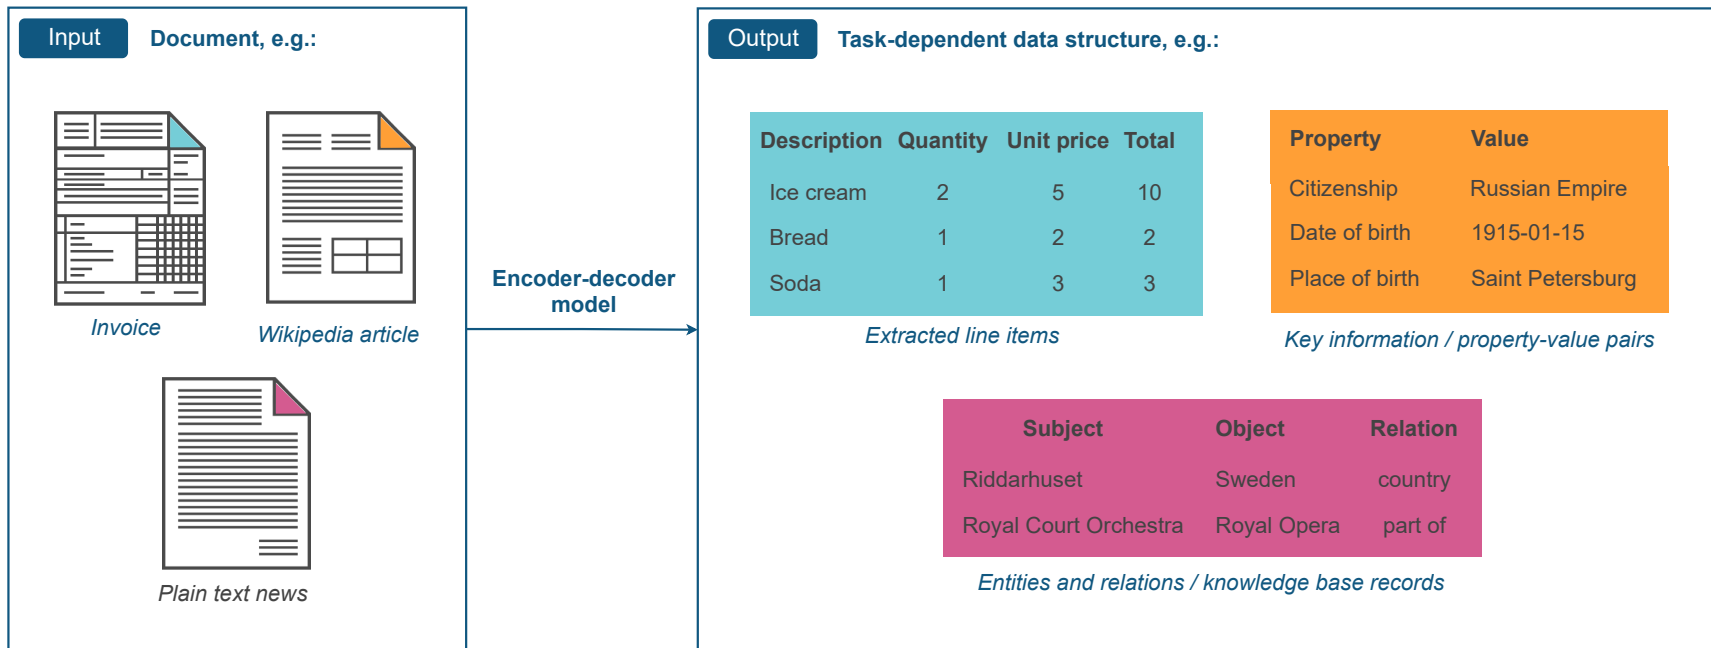 Input
Document, e.g.:
Invoice
Wikipedia article
Plain text news
Encoder-decoder
model
Output
Task-dependent data structure, e.g.:
Description Quantity Unit price Total
Ice cream 2 5 10
Bread 1 2 2
Soda 1 3 3
Extracted line items
Property Value
Citizenship Russian Empire
Date of birth 1915-01-15
Place of birth Saint Petersburg
Key information / property-value pairs
Subject Object Relation
Riddarhuset Sweden country
Royal Court Orchestra Royal Opera part of
Entities and relations / knowledge base records